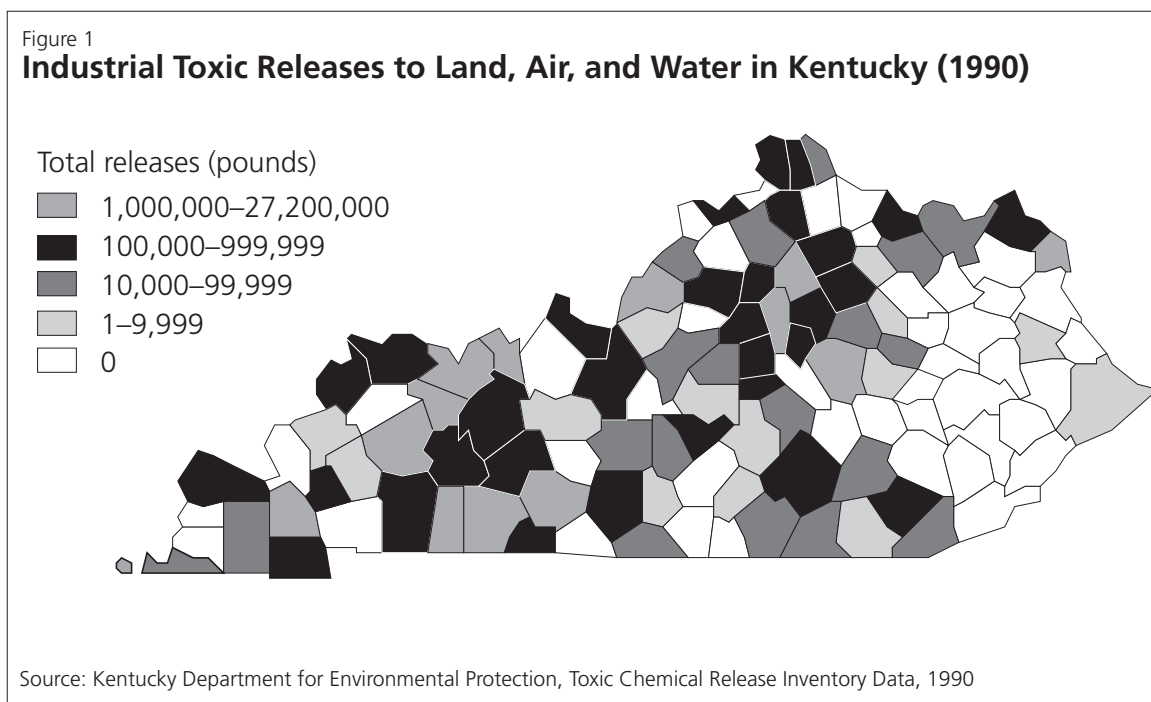 Figure 1
Industrial Toxic Releases to Land, Air, and Water in Kentucky (1990)
Total releases (pounds)
1,000,000–27,200,000
100,000–999,999
10,000–99,999
1–9,999
0
Source: Kentucky Department for Environmental Protection, Toxic Chemical Release Inventory Data, 1990